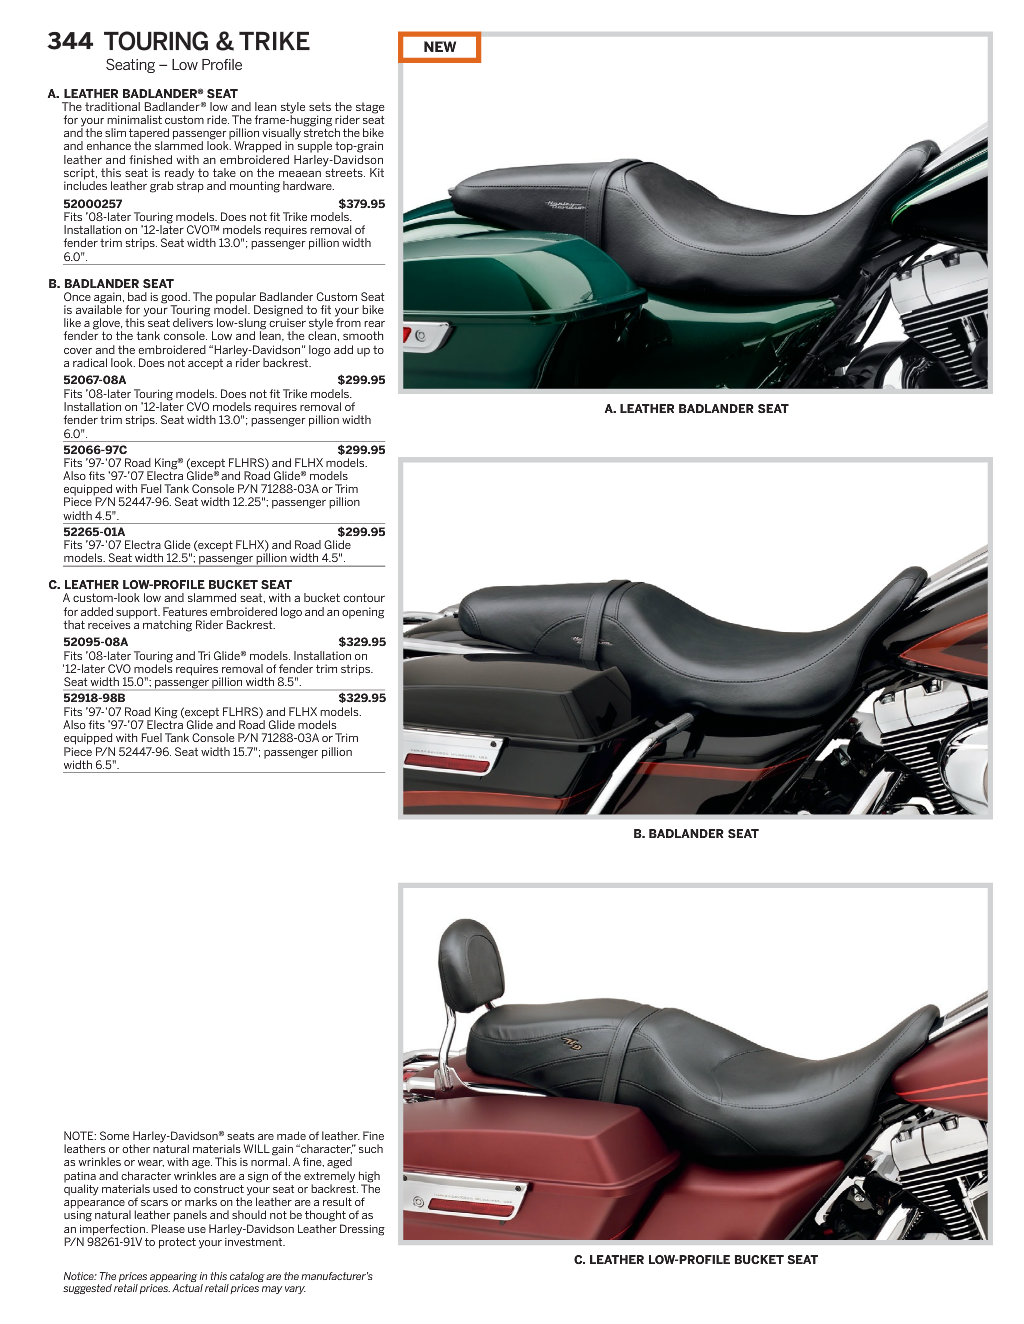 344 TOURING & TRIKE
Seating – Low Profile
A. LEATHER BADLANDER® SEAT
The traditional Badlander® low and lean style sets the stage
for your minimalist custom ride. The frame-hugging rider seat
and the slim tapered passenger pillion visually stretch the bike
and enhance the slammed look. Wrapped in supple top-grain
leather and finished with an embroidered Harley-Davidson
script, this seat is ready to take on the meaean streets. Kit
includes leather grab strap and mounting hardware.
52000257 $379.95
Fits '08-later Touring models. Does not fit Trike models.
Installation on '12-later CVO™ models requires removal of
fender trim strips. Seat width 13.0"; passenger pillion width
6.0".
B. BADLANDER SEAT
Once again, bad is good. The popular Badlander Custom Seat
is available for your Touring model. Designed to fit your bike
like a glove, this seat delivers low-slung cruiser style from rear
fender to the tank console. Low and lean, the clean, smooth
cover and the embroidered "Harley-Davidson" logo add up to
a radical look. Does not accept a rider backrest.
52067-08A $299.95
Fits '08-later Touring models. Does not fit Trike models.
Installation on '12-later CVO models requires removal of
fender trim strips. Seat width 13.0"; passenger pillion width
6.0".
52066-97C $299.95
Fits '97-'07 Road King® (except FLHRS) and FLHX models.
Also fits '97-'07 Electra Glide® and Road Glide® models
equipped with Fuel Tank Console P/N 71288-03A or Trim
Piece P/N 52447-96. Seat width 12.25"; passenger pillion
width 4.5".
52265-01A $299.95
Fits '97-'07 Electra Glide (except FLHX) and Road Glide
models. Seat width 12.5"; passenger pillion width 4.5".
C. LEATHER LOW-PROFILE BUCKET SEAT
A custom-look low and slammed seat, with a bucket contour
for added support. Features embroidered logo and an opening
that receives a matching Rider Backrest.
52095-08A $329.95
Fits '08-later Touring and Tri Glide® models. Installation on
'12-later CVO models requires removal of fender trim strips.
Seat width 15.0"; passenger pillion width 8.5".
52918-98B $329.95
Fits '97-'07 Road King (except FLHRS) and FLHX models.
Also fits '97-'07 Electra Glide and Road Glide models
equipped with Fuel Tank Console P/N 71288-03A or Trim
Piece P/N 52447-96. Seat width 15.7"; passenger pillion
width 6.5".
NOTE: Some Harley-Davidson® seats are made of leather. Fine
leathers or other natural materials WILL gain "character," such
as wrinkles or wear, with age. This is normal. A fine, aged
patina and character wrinkles are a sign of the extremely high
quality materials used to construct your seat or backrest. The
appearance of scars or marks on the leather are a result of
using natural leather panels and should not be thought of as
an imperfection. Please use Harley-Davidson Leather Dressing
P/N 98261-91V to protect your investment.
Notice: The prices appearing in this catalog are the manufacturer's
suggested retail prices. Actual retail prices may vary.
NEW
Harley-Davidson
A. LEATHER BADLANDER SEAT
B. BADLANDER SEAT
HD
C. LEATHER LOW-PROFILE BUCKET SEAT